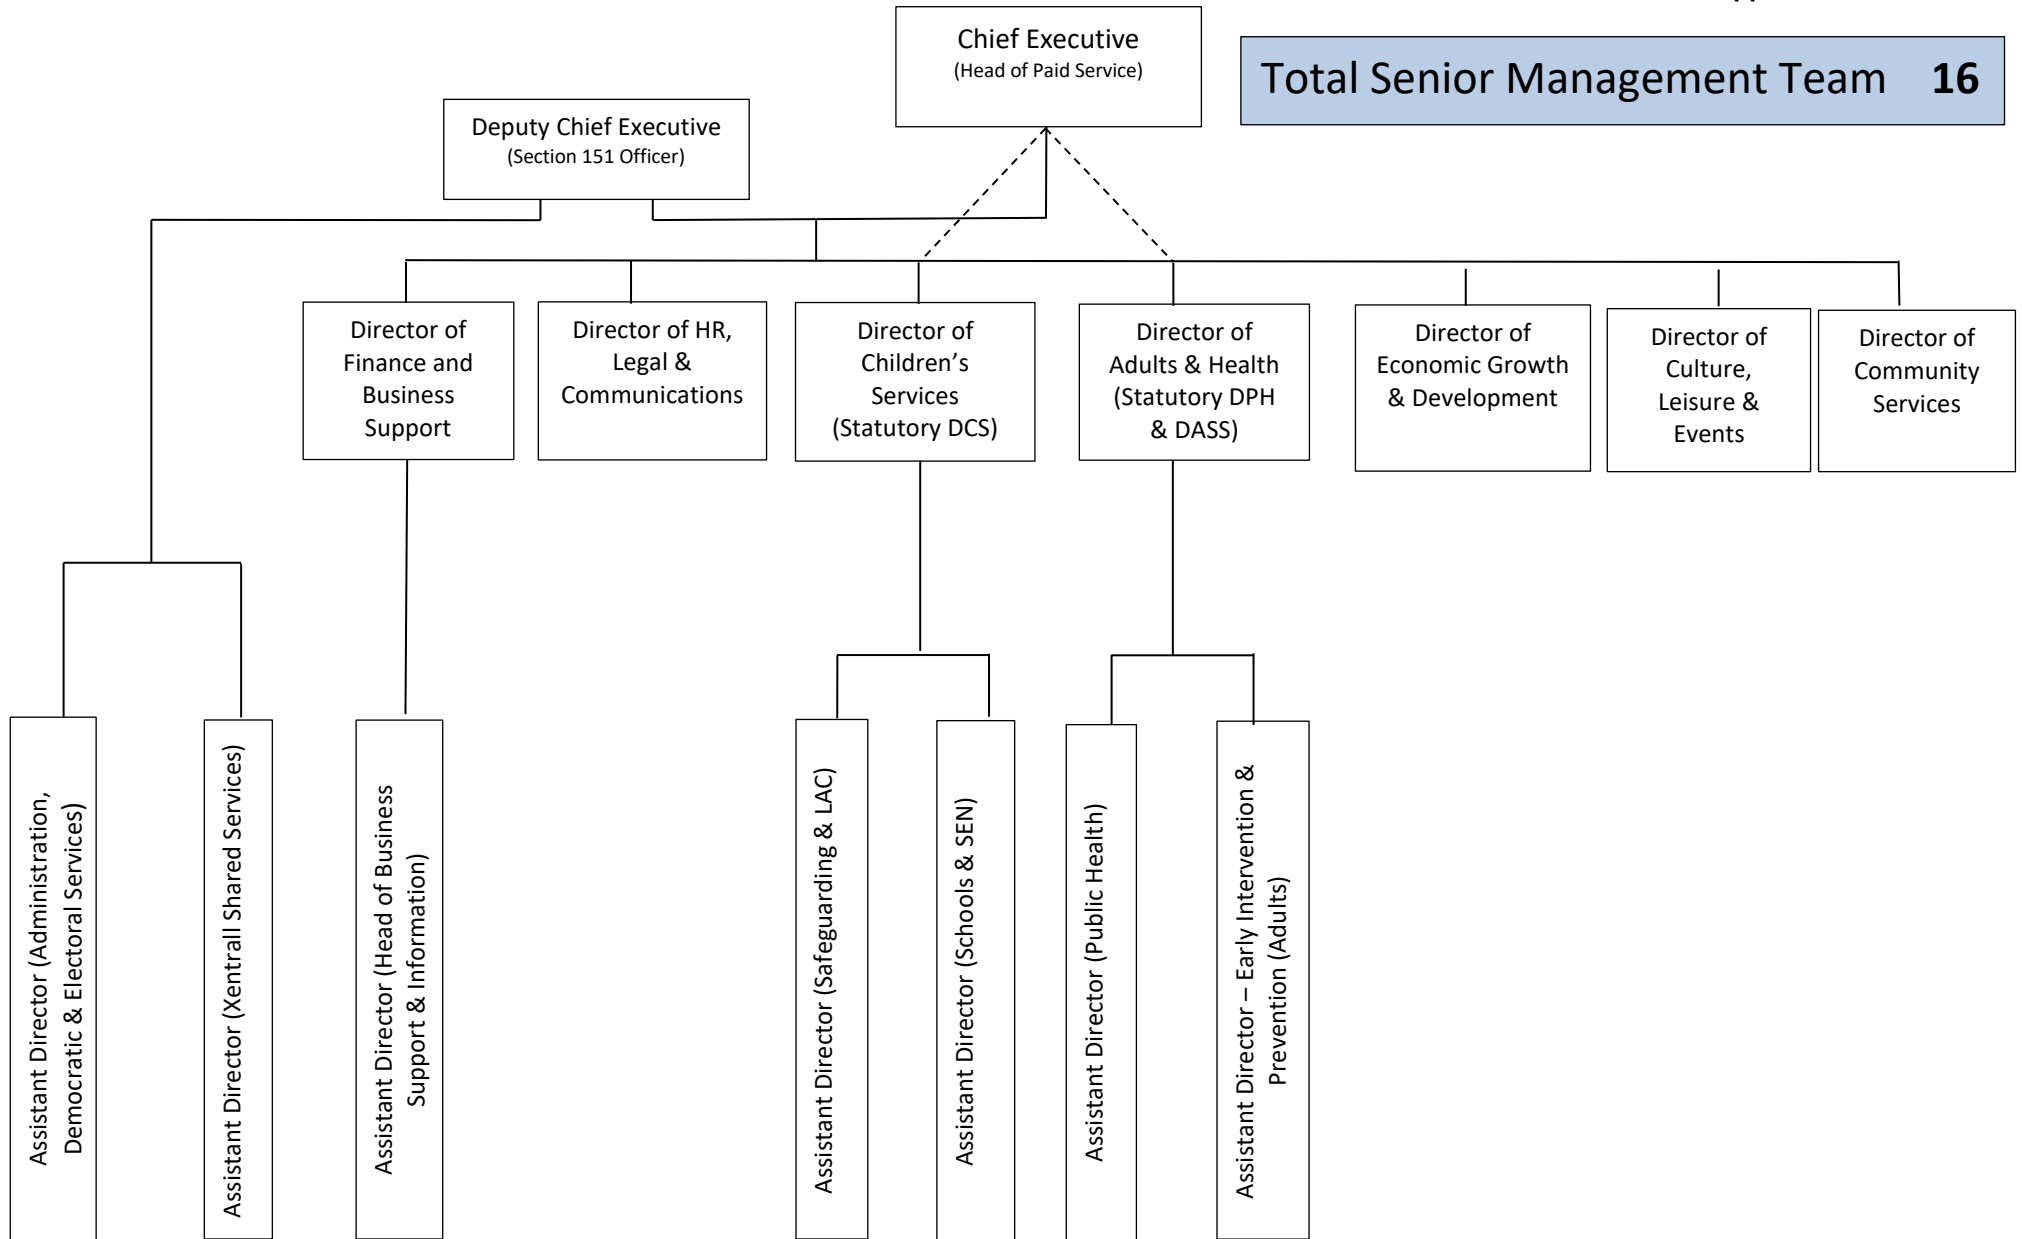 Chief Executive
(Head of Paid Service)
Total Senior Management Team 16
Deputy Chief Executive
(Section 151 Officer)
Director of
Finance and
Business
Support
Director of HR,
Legal &
Communications
Director of
Children’s
Services
(Statutory DCS)
Director of
Adults & Health
(Statutory DPH
& DASS)
Director of
Economic Growth
& Development
Director of
Culture,
Leisure &
Events
Director of
Community
Services
Assistant Director (Administration,
Democratic & Electoral Services)
Assistant Director (Xentrall Shared Services)
Assistant Director (Head of Business
Support & Information)
Assistant Director (Safeguarding & LAC)
Assistant Director (Schools & SEN)
Assistant Director (Public Health)
Assistant Director – Early Intervention &
Prevention (Adults)